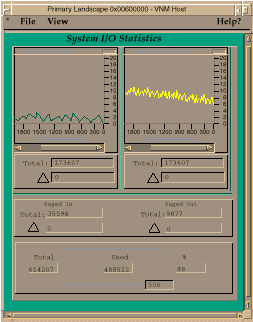 Primary Landscape 0x00600000 - VNM Host
* File View Help?
System I/O Statistics
20 20
18 18
16 16
14 14
12 12
10 10
8 8
6 6
4 4
2 2
0 0
1800 1500 1200 900 600 300 0 1800 1500 1200 900 600 300 0
Total: 173607 Total: 173607
0 0
Paged In Paged Out
Total: 35594 Total: 9877
0 0
Total Used %
614207 488522 80
500